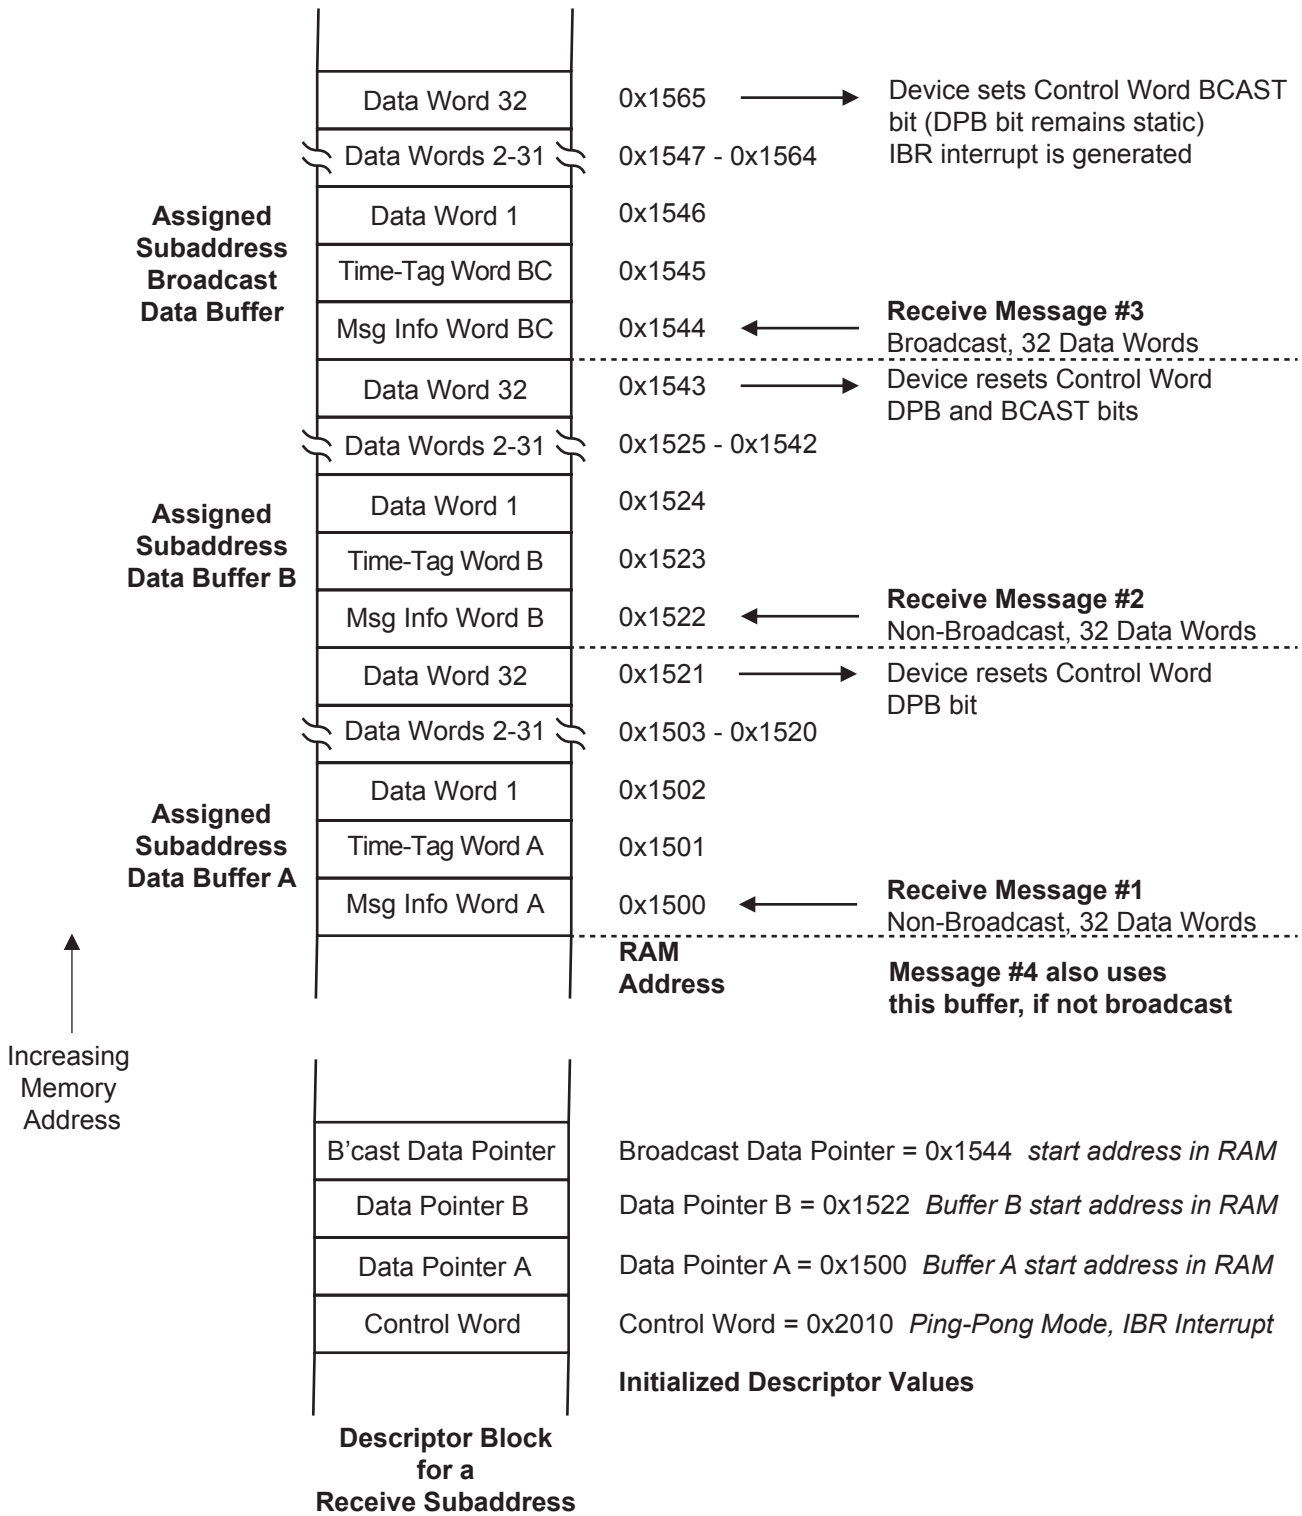 Data Word 32
0x1565
Device sets Control Word BCAST
bit (DPB bit remains static)
IBR interrupt is generated
Data Words 2-31
0x1547 - 0x1564
Assigned
Subaddress
Broadcast
Data Buffer
Data Word 1
0x1546
Time-Tag Word BC
0x1545
Msg Info Word BC
0x1544
Receive Message #3
Broadcast, 32 Data Words
Data Word 32
0x1543
Device resets Control Word
DPB and BCAST bits
Data Words 2-31
0x1525 - 0x1542
Assigned
Subaddress
Data Buffer B
Data Word 1
0x1524
Time-Tag Word B
0x1523
Msg Info Word B
0x1522
Receive Message #2
Non-Broadcast, 32 Data Words
Data Word 32
0x1521
Device resets Control Word
DPB bit
Data Words 2-31
0x1503 - 0x1520
Assigned
Subaddress
Data Buffer A
Data Word 1
0x1502
Time-Tag Word A
0x1501
Msg Info Word A
0x1500
Receive Message #1
Non-Broadcast, 32 Data Words
RAM
Address
Message #4 also uses
this buffer, if not broadcast
Increasing
Memory
Address
B'cast Data Pointer
Broadcast Data Pointer = 0x1544 start address in RAM
Data Pointer B
Data Pointer B = 0x1522 Buffer B start address in RAM
Data Pointer A
Data Pointer A = 0x1500 Buffer A start address in RAM
Control Word
Control Word = 0x2010 Ping-Pong Mode, IBR Interrupt
Initialized Descriptor Values
Descriptor Block
for a
Receive Subaddress